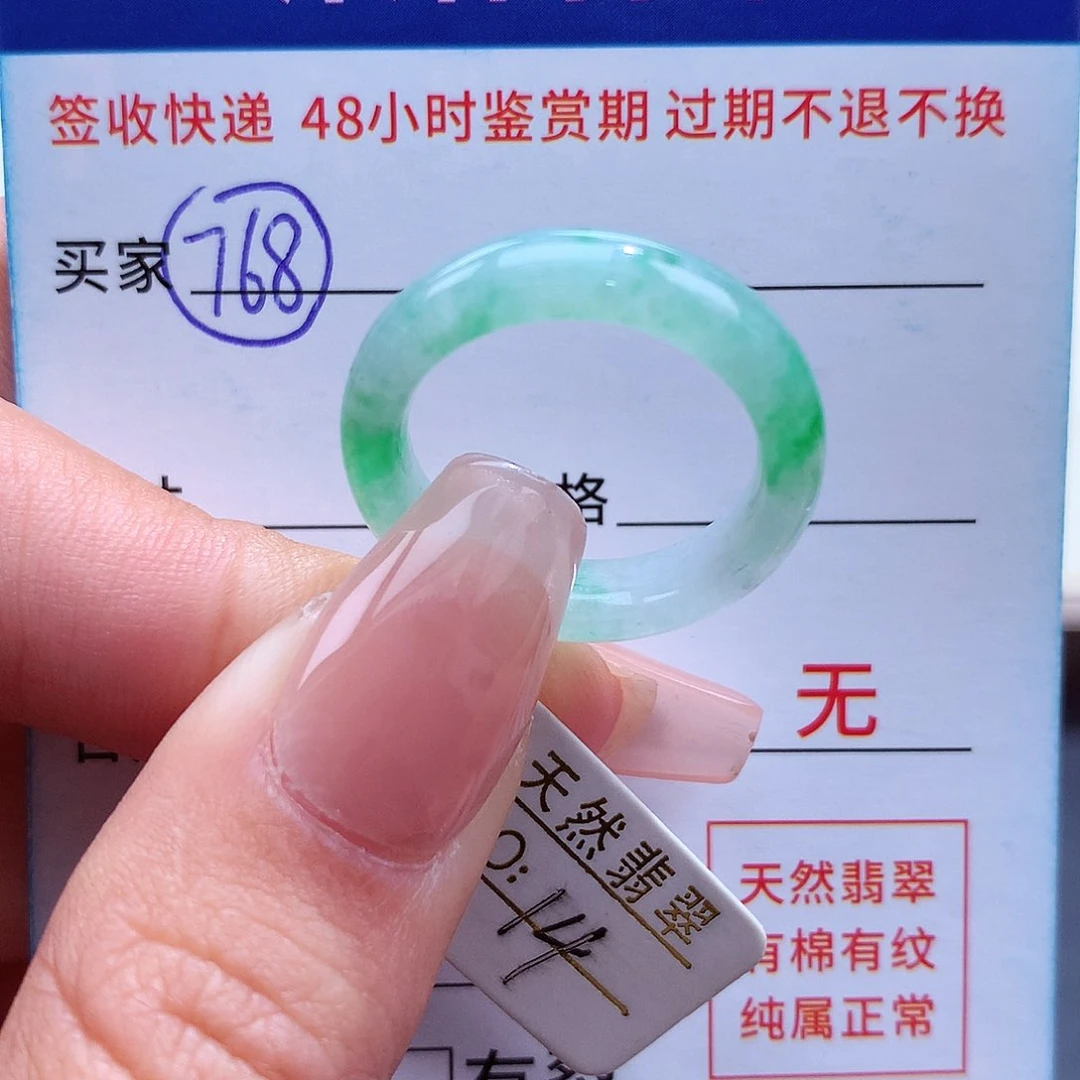 签收快递 48小时鉴赏期 过期不退不换
买家 768
格
无
天然翡翠
O: 14
天然翡翠
有棉有纹
纯属正常
有